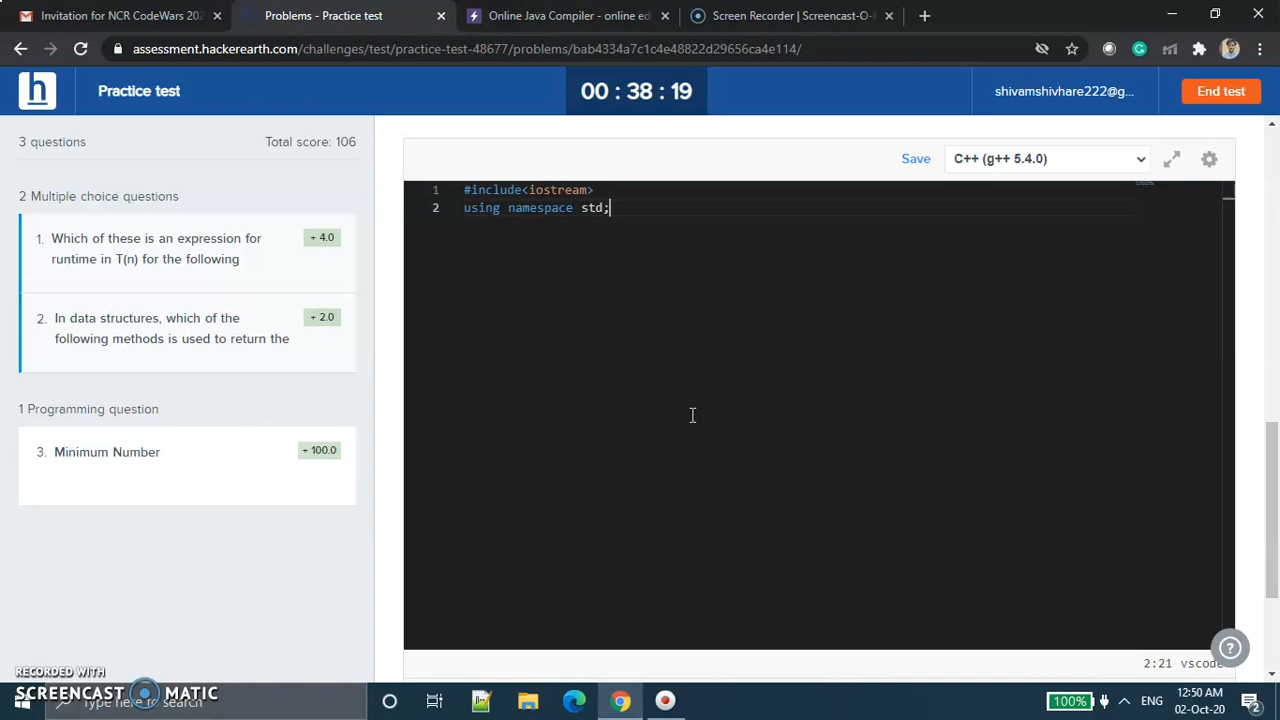 Invitation for NCR CodeWars 202
Problems - Practice test
Online Java Compiler - online ed
Screen Recorder | Screencast-O-
assessment.hackerearth.com/challenges/test/practice-test-48677/problems/bab4334a7c1c4e48822d29656ca4e114/
h
Practice test
00 : 38 : 19
shivamshivhare222@g...
End test
3 questions
Total score: 106
Save
C++ (g++ 5.4.0)
1 #include<iostream>
2 using namespace std;
2 Multiple choice questions
1. Which of these is an expression for
runtime in T(n) for the following
+ 4.0
2. In data structures, which of the
following methods is used to return the
+ 2.0
1 Programming question
3. Minimum Number
+ 100.0
?
2:21 vscode
RECORDED WITH
SCREENCAST MATIC
Type here to search
100%
ENG
12:50 AM
02-Oct-20
2